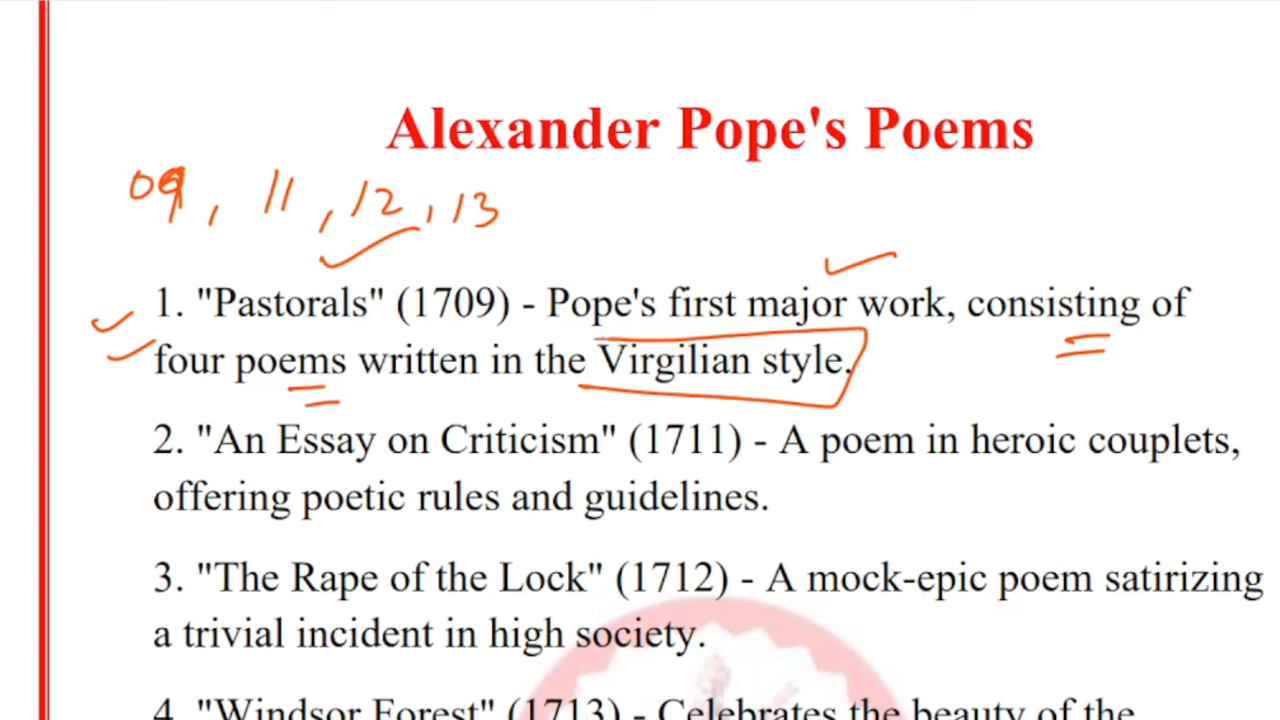 Alexander Pope's Poems
09, 11, 12, 13
1. "Pastorals" (1709) - Pope's first major work, consisting of
four poems written in the Virgilian style.
2. "An Essay on Criticism" (1711) - A poem in heroic couplets,
offering poetic rules and guidelines.
3. "The Rape of the Lock" (1712) - A mock-epic poem satirizing
a trivial incident in high society.
4. "Windsor Forest" (1713) - Celebrates the beauty of the